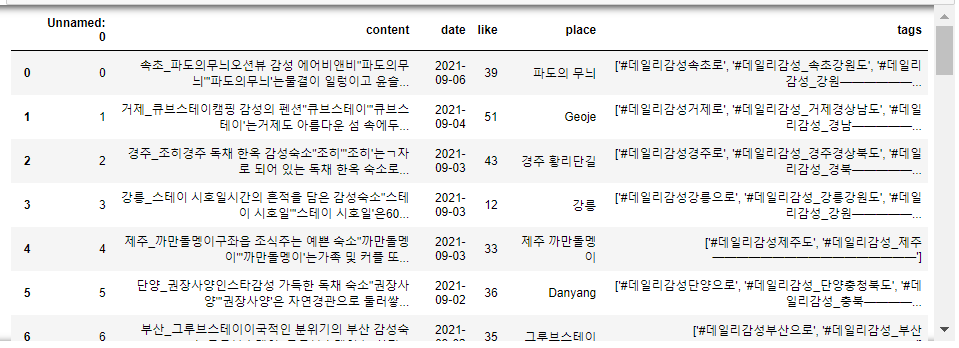 Unnamed: 0 content date like place tags
0 0 속초_파도의무늬오션뷰 감성 에어비앤비"파도의무 2021- 39 파도의 무늬 ['#데일리감성속초로', '#데일리감성_속초강원도', '#데일리
늬'"파도의무늬'는물결이 일렁이고 윤슬... 09-06 감성_강원──────...
1 1 거제_큐브스테이캠핑 감성의 펜션"큐브스테이'"큐브스 2021- 51 Geoje ['#데일리감성거제로', '#데일리감성_거제경상남도', '#데일
테이'는거제도 아름다운 섬 속에두... 09-04 리감성_경남──────...
2 2 경주_조히경주 독채 한옥 감성숙소"조히'"조히'는ㄱ자 2021- 43 경주 황리단길 ['#데일리감성경주로', '#데일리감성_경주경상북도', '#데일
로 되어 있는 독채 한옥 숙소로... 09-03 리감성_경북──────...
3 3 강릉_스테이 시호일시간의 흔적을 담은 감성숙소"스테 2021- 12 강릉 ['#데일리감성강릉으로', '#데일리감성_강릉강원도', '#데일
이 시호일'"스테이 시호일'은60... 09-03 리감성_강원──────...
4 4 제주_까만돌멩이구좌읍 조식주는 예쁜 숙소"까만돌멩 2021- 33 제주 까만돌멩 ['#데일리감성제주도', '#데일리감성_제주
이'"까만돌멩이'는가족 및 커플 또... 09-03 이 ─────────────────']
5 5 단양_권장사양인스타감성 가득한 독채 숙소"권장사 2021- 36 Danyang ['#데일리감성단양으로', '#데일리감성_단양충청북도', '#데
양'"권장사양'은 자연경관으로 둘러쌓... 09-02 일리감성_충북─────...
6 6 부산_그루브스테이이국적인 분위기의 부산 감성숙 2021- 35 그루브스테이 ['#데일리감성부산으로', '#데일리감성_부산